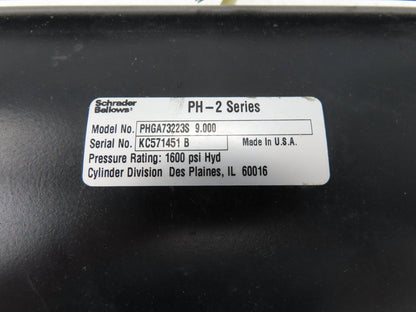 Schrader
Bellows®
PH-2 Series
Model No. PHGA73223S 9.000
Serial No. KC571451 B
Made In U.S.A.
Pressure Rating: 1600 psi Hyd
Cylinder Division Des Plaines, IL 60016